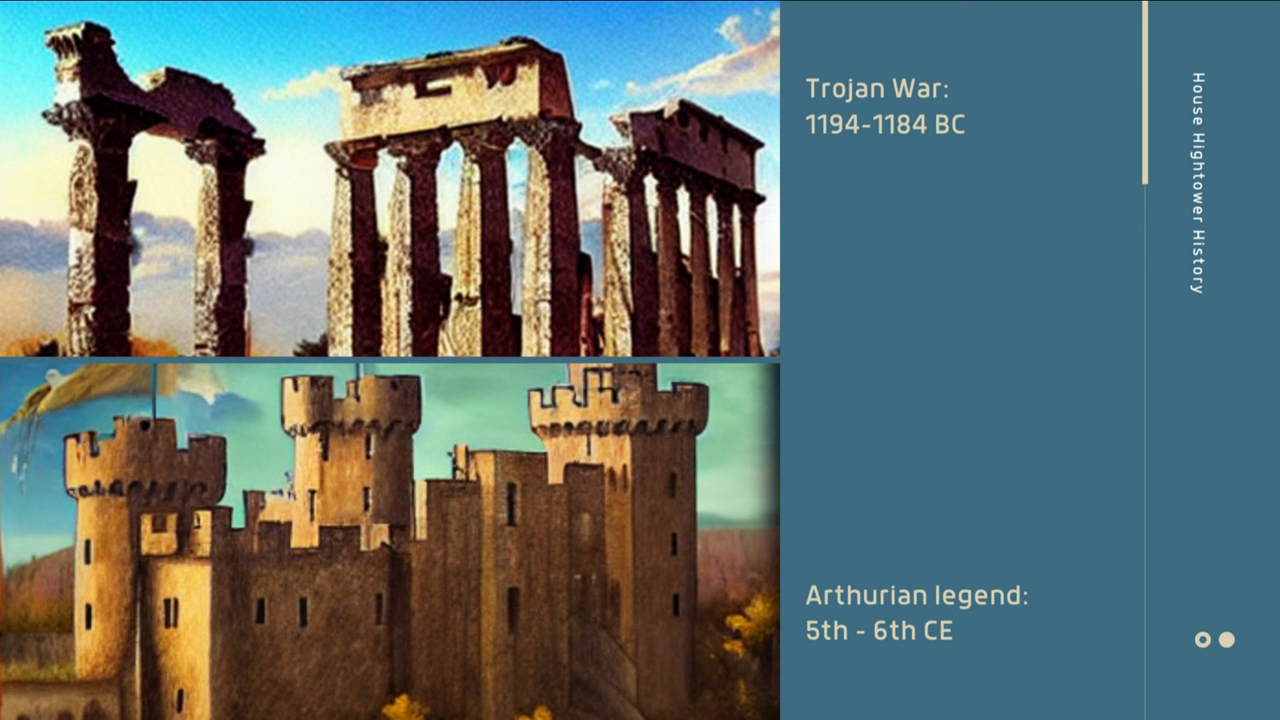 Trojan War:
1194-1184 BC
House Hightower History
Arthurian legend:
5th - 6th CE